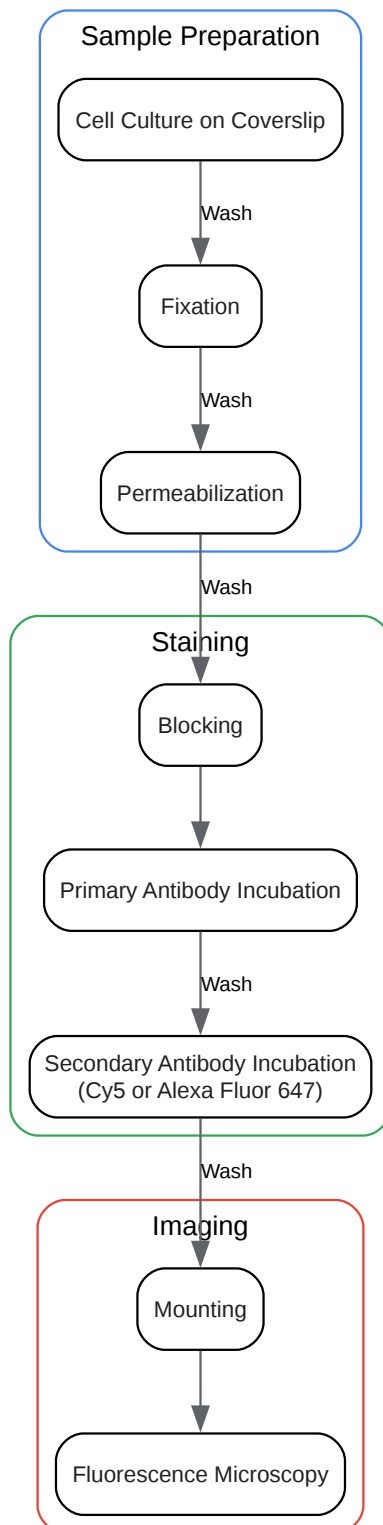 Sample Preparation
Cell Culture on Coverslip
Wash
Fixation
Wash
Permeabilization
Wash
Staining
Blocking
Primary Antibody Incubation
Wash
Secondary Antibody Incubation
(Cy5 or Alexa Fluor 647)
Wash
Imaging
Mounting
Fluorescence Microscopy